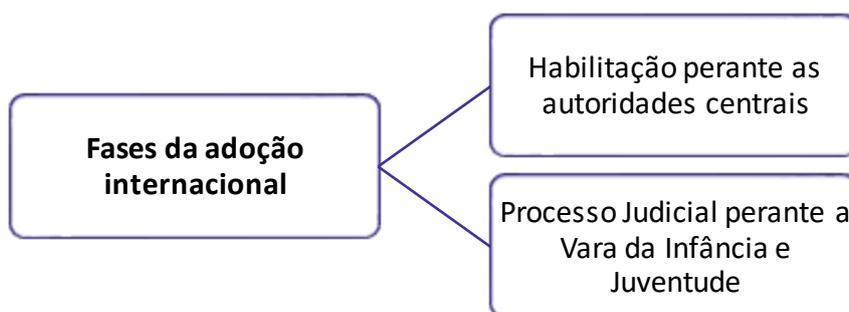 Fases da adoção
internacional
Habilitação perante as
autoridades centrais
Processo Judicial perante a
Vara da Infância e
Juventude